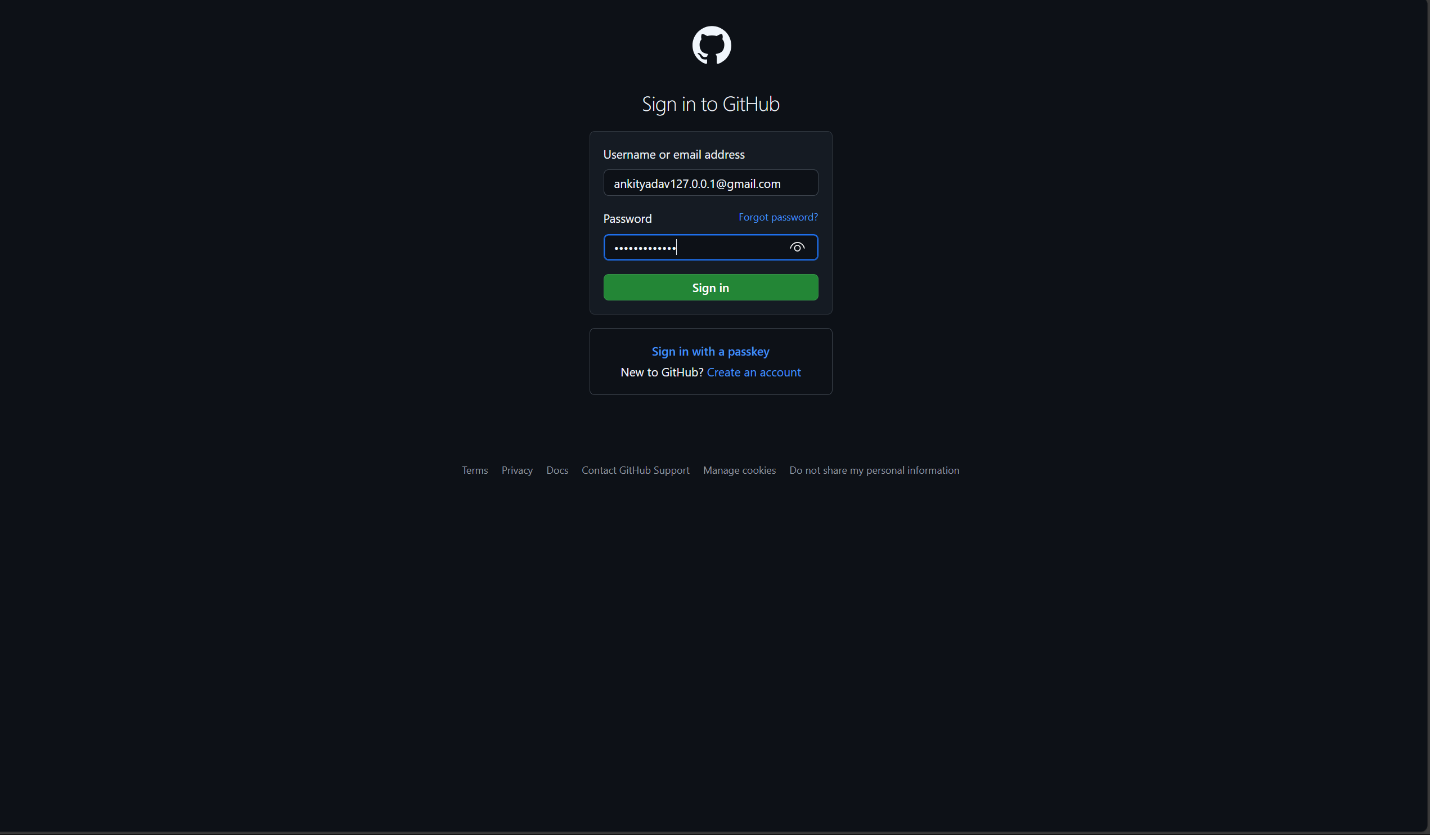 Sign in to GitHub
Username or email address
ankityadav127.0.0.1@gmail.com
Password Forgot password?
•••••••••••••
Sign in
Sign in with a passkey
New to GitHub? Create an account
Terms Privacy Docs Contact GitHub Support Manage cookies Do not share my personal information